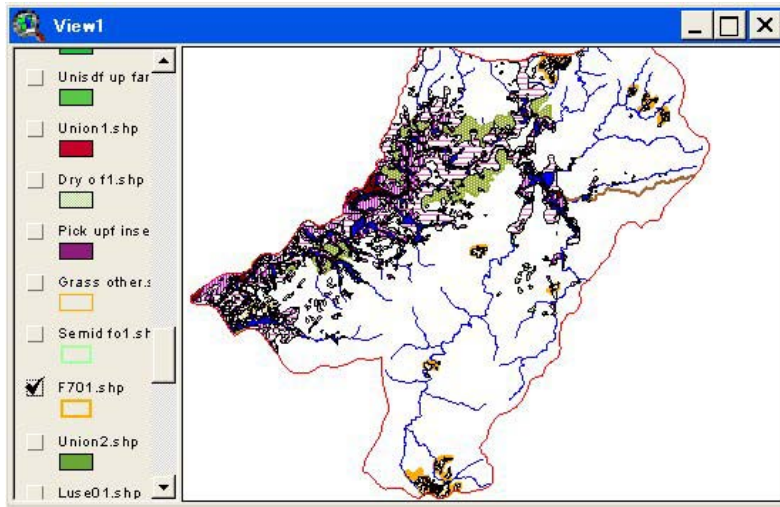 View1
Unisdf up far
Union1.shp
Dry of1.shp
Pick upf inse
Grass other.s
Semid fo1.sh
F701.shp
Union2.shp
Luse01.shp